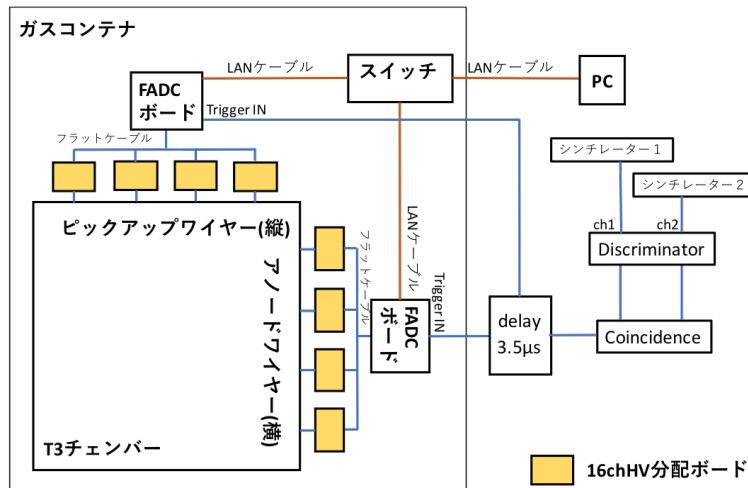 ガスコンテナ
LANケーブル
スイッチ
LANケーブル
PC
FADC
ボード
Trigger IN
フラットケーブル
シンチレーター1
シンチレーター2
ch1
ch2
Discriminator
ピックアップワイヤー(縦)
アノードワイヤー(横)
フラットケーブル
LANケーブル
Trigger IN
FADC
ボード
delay
3.5μs
Coincidence
T3チェンバー
16chHV分配ボード